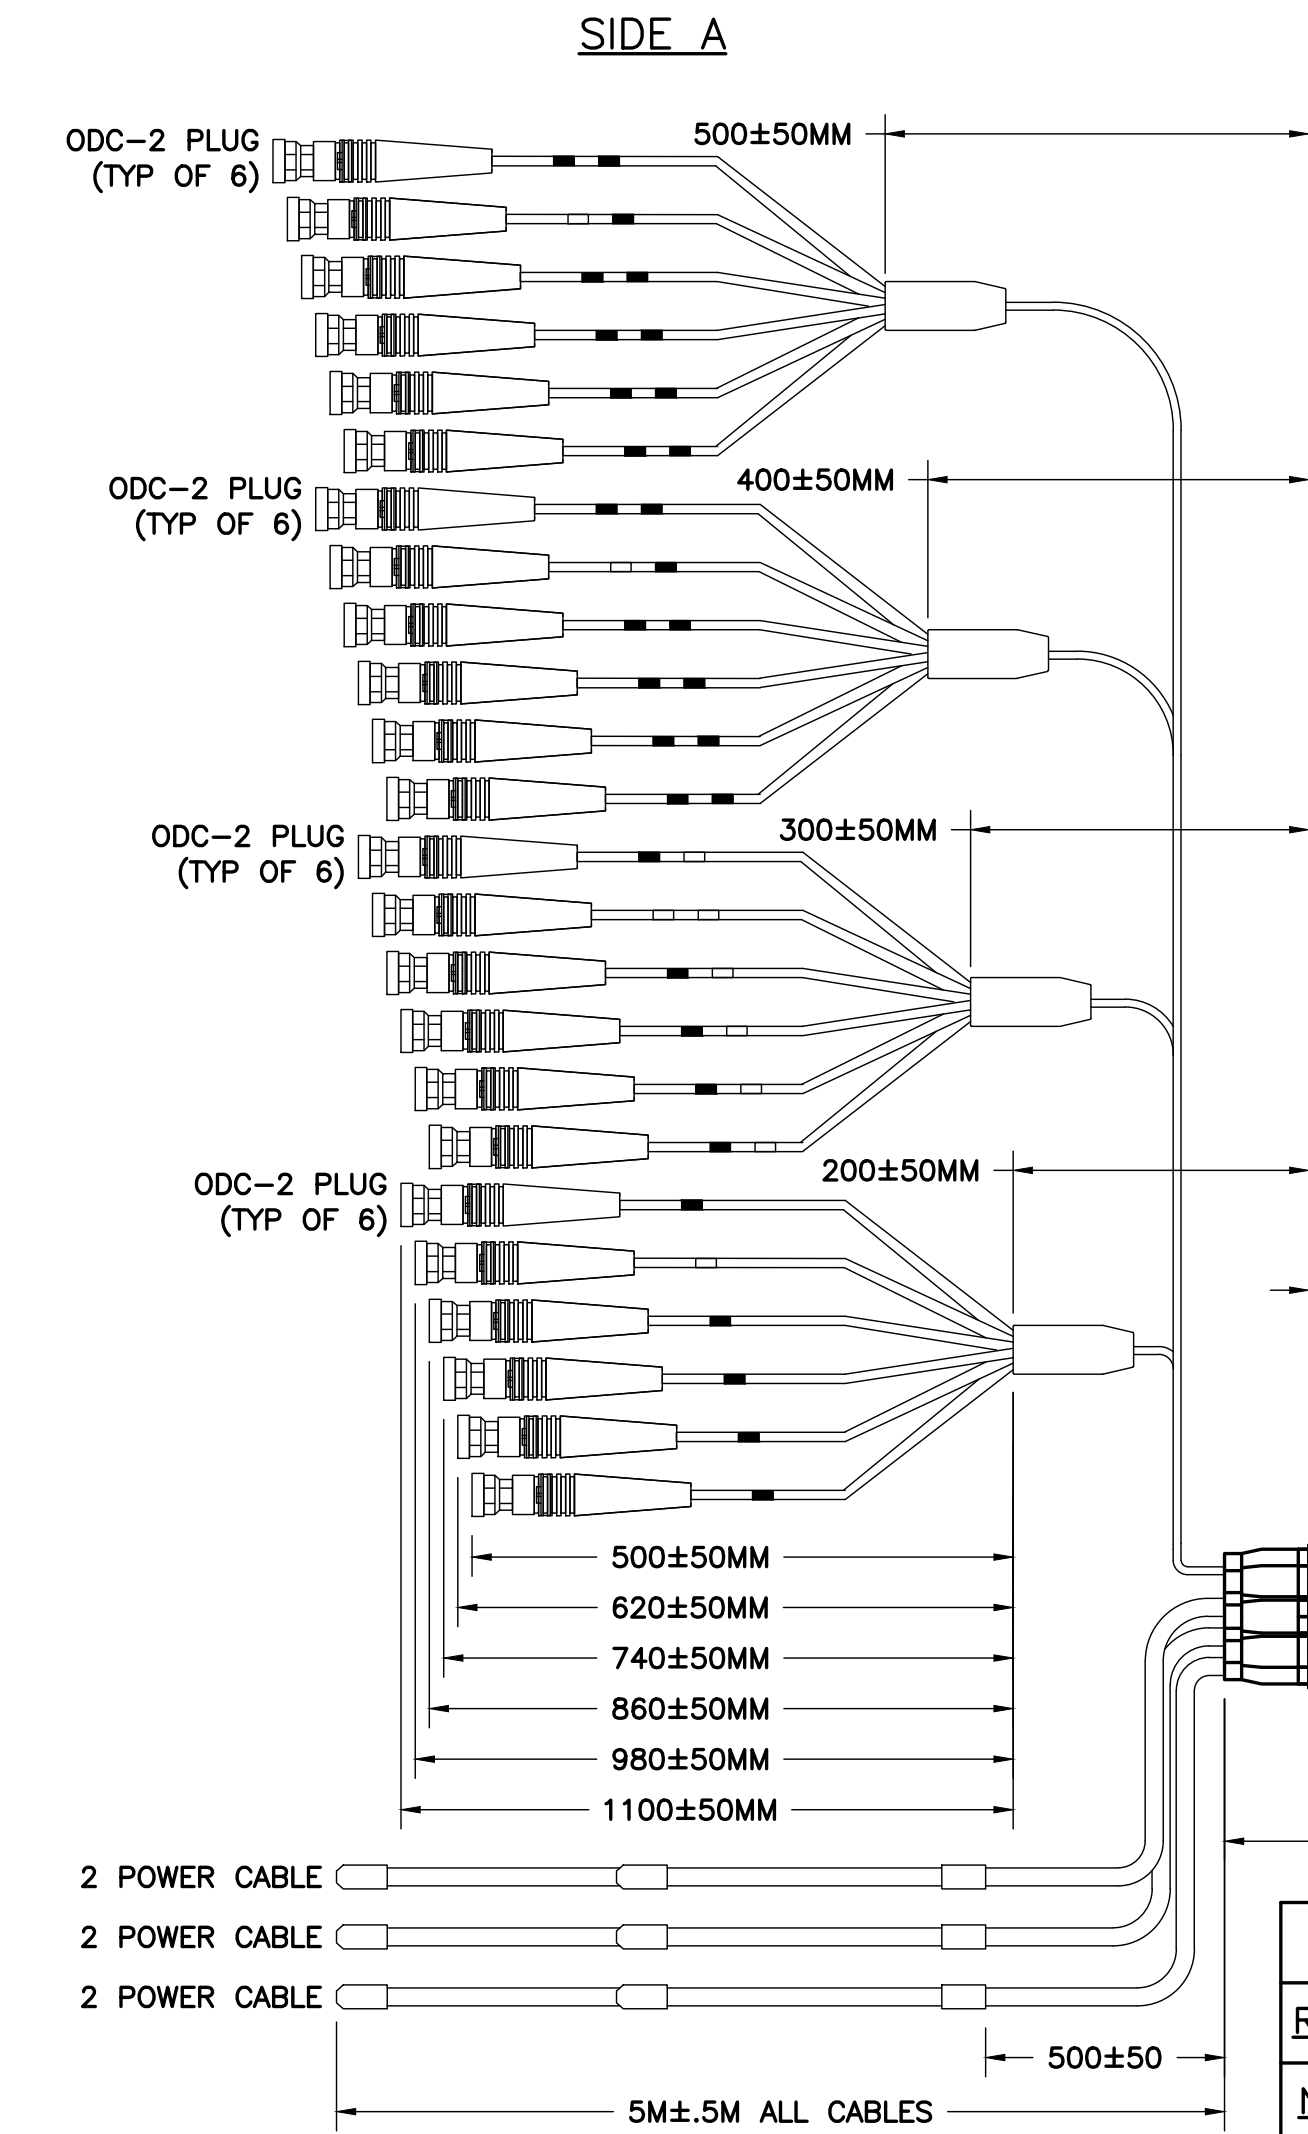 SIDE A
ODC-2 PLUG
(TYP OF 6)
500±50MM
ODC-2 PLUG
(TYP OF 6)
400±50MM
ODC-2 PLUG
(TYP OF 6)
300±50MM
ODC-2 PLUG
(TYP OF 6)
200±50MM
500±50MM
620±50MM
740±50MM
860±50MM
980±50MM
1100±50MM
2 POWER CABLE
2 POWER CABLE
2 POWER CABLE
500±50
5M±.5M ALL CABLES